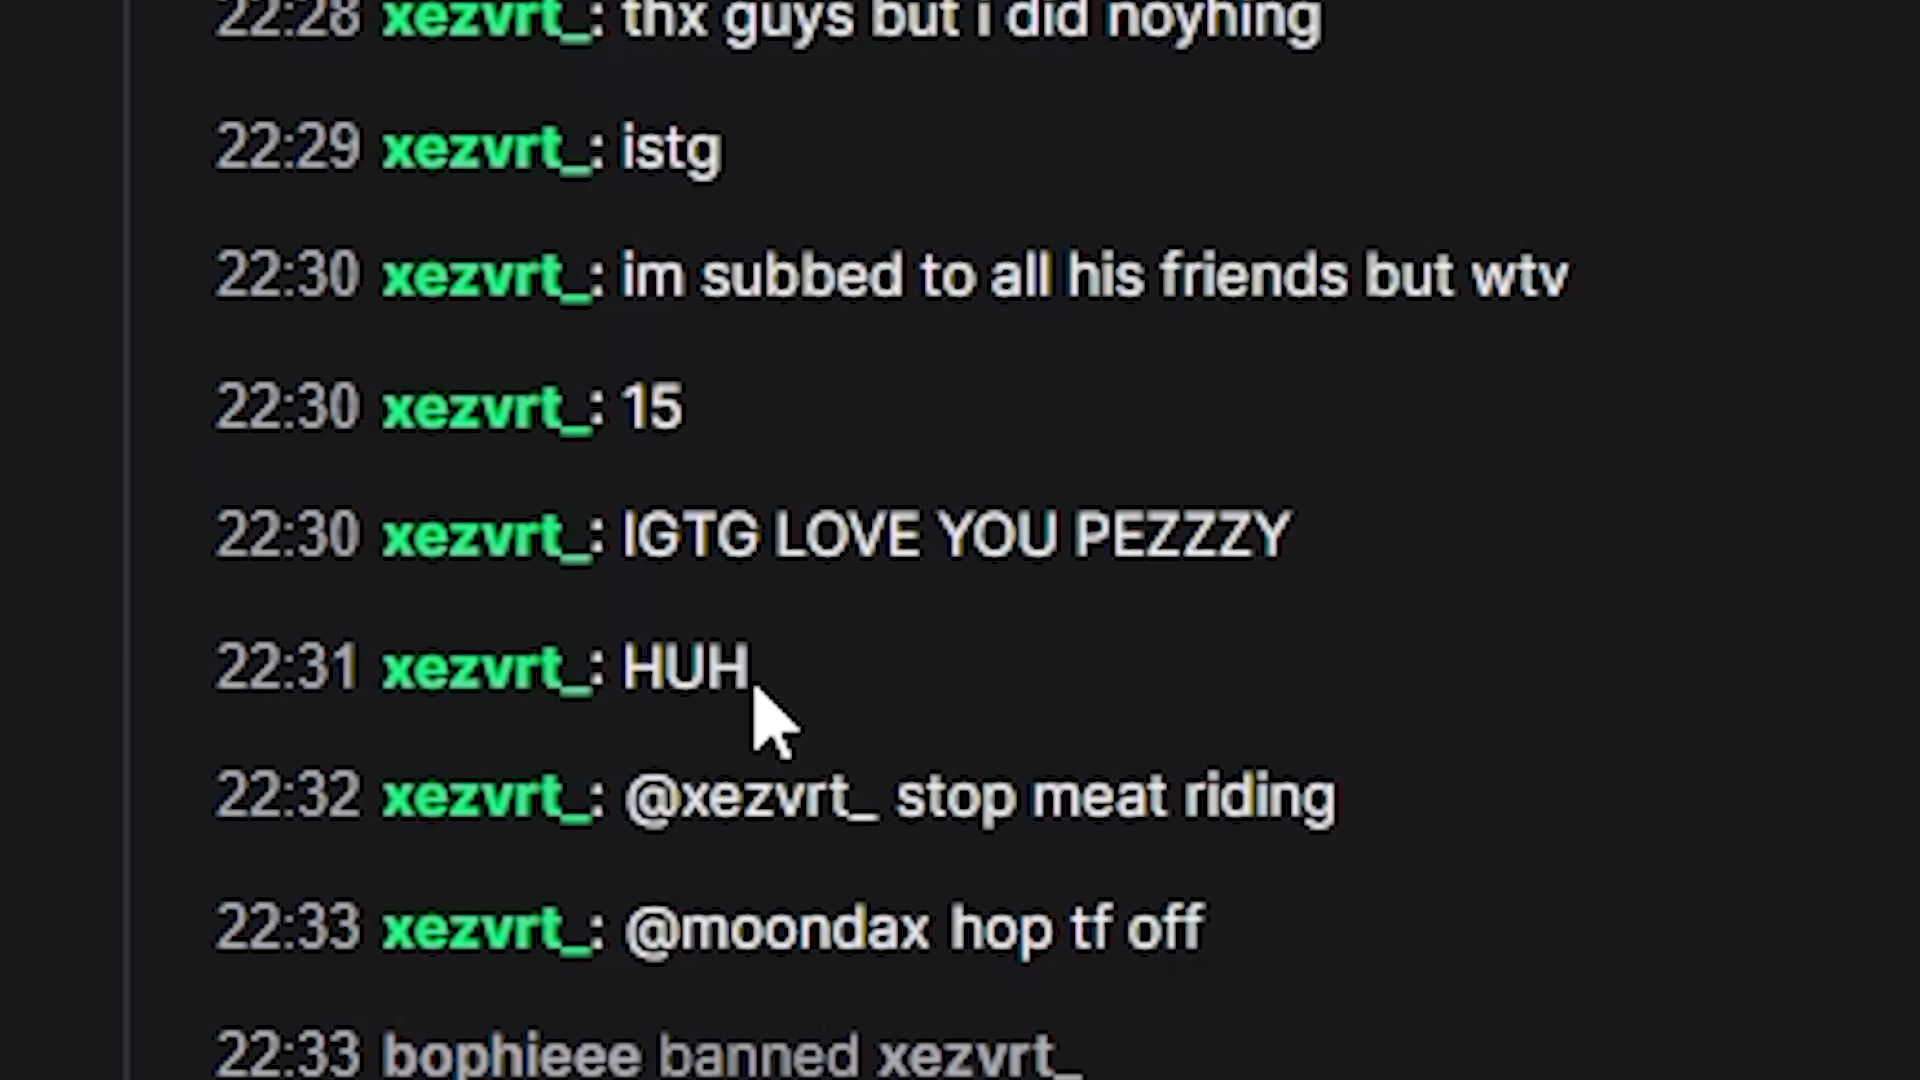 22:28 xezvrt_: thx guys but i did noyhing
22:29 xezvrt_: istg
22:30 xezvrt_: im subbed to all his friends but wtv
22:30 xezvrt_: 15
22:30 xezvrt_: IGTG LOVE YOU PEZZZY
22:31 xezvrt_: HUH
22:32 xezvrt_: @xezvrt_ stop meat riding
22:33 xezvrt_: @moondax hop tf off
22:33 bophieee banned xezvrt_